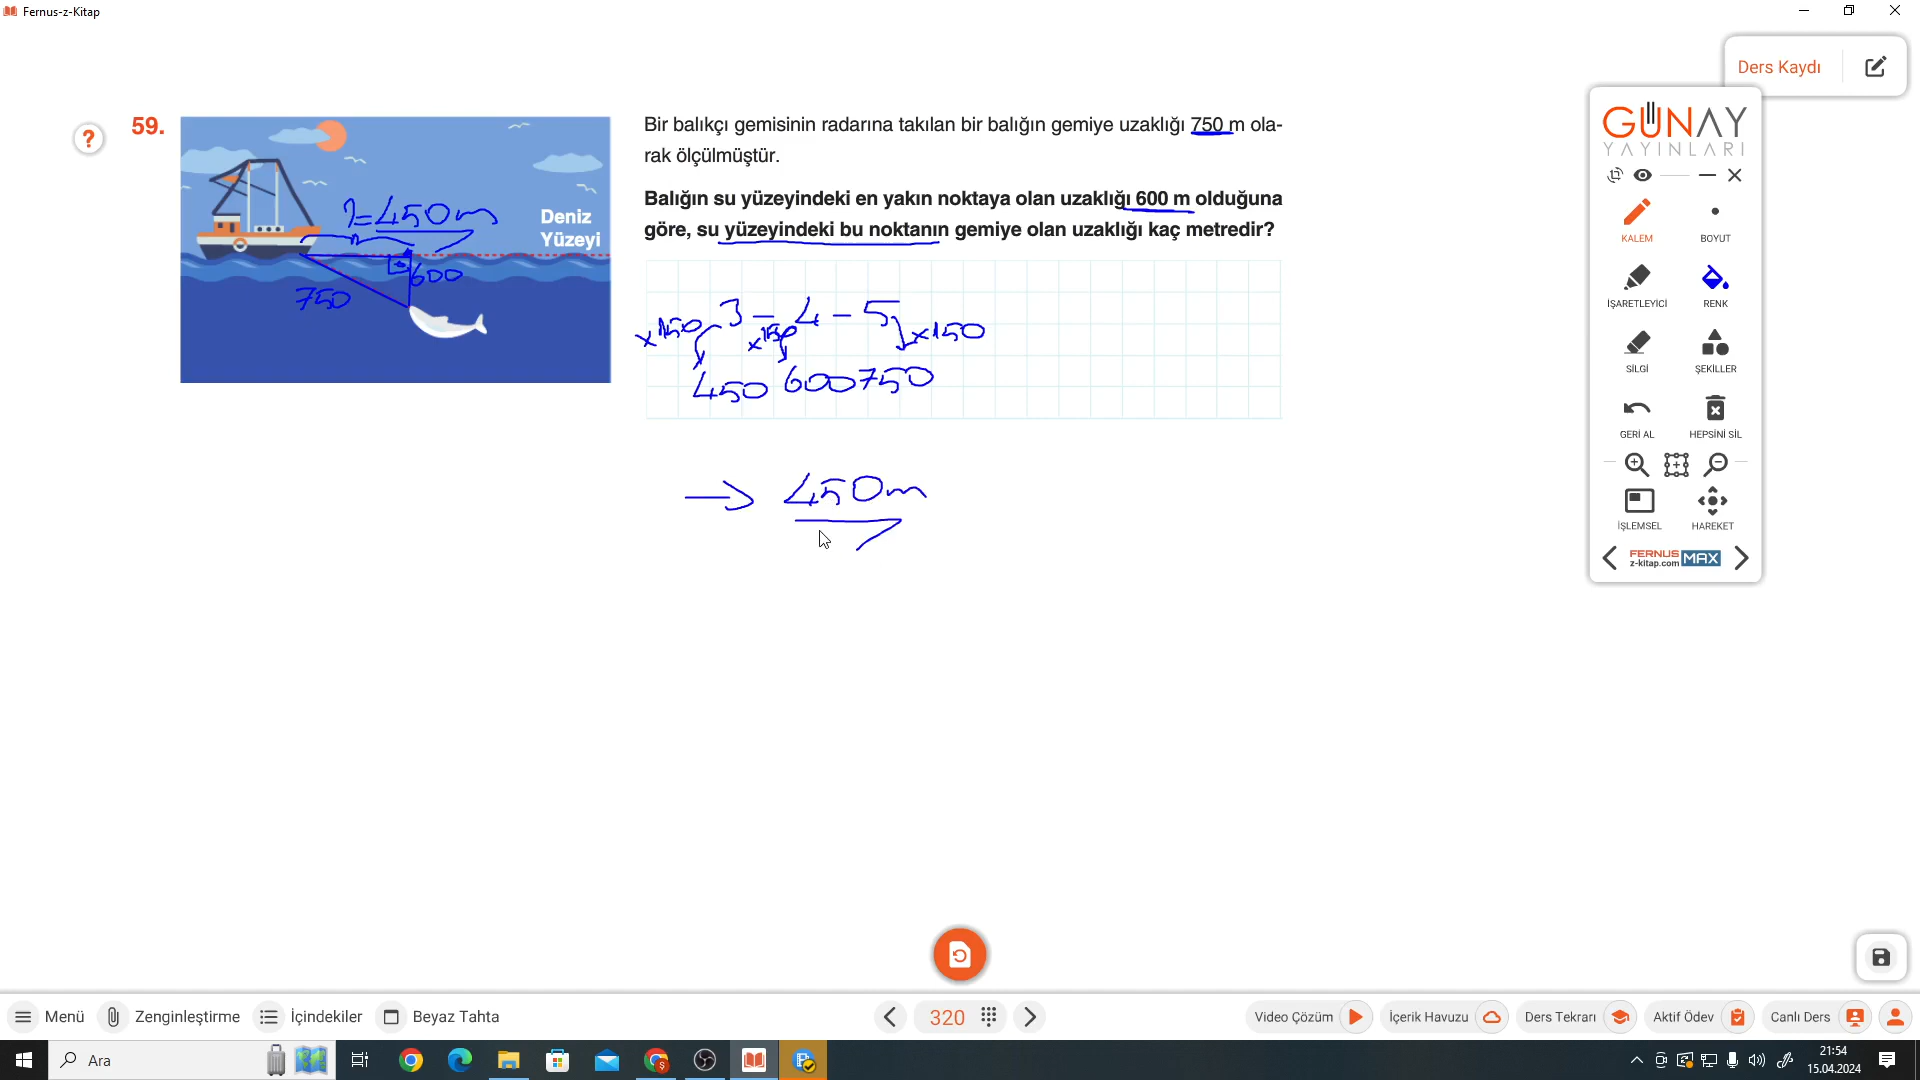 Fernus-z-Kitap
Ders Kaydı
59.
Bir balıkçı gemisinin radarına takılan bir balığın gemiye uzaklığı 750 m ola-
rak ölçülmüştür.
Balığın su yüzeyindeki en yakın noktaya olan uzaklığı 600 m olduğuna
göre, su yüzeyindeki bu noktanın gemiye olan uzaklığı kaç metredir?
?=450m
Deniz
Yüzeyi
600
750
3 - 4 - 5
x150 x150 x150
450 600 750
→ 450m
GÜNAY
YAYINLARI
KALEM
BOYUT
İŞARETLEYİCİ
RENK
SİLGİ
ŞEKİLLER
GERİ AL
HEPSİNİ SİL
İŞLEMSEL
HAREKET
FERNUS
z-kitap.com
MAX
Menü
Zenginleştirme
İçindekiler
Beyaz Tahta
320
Video Çözüm
İçerik Havuzu
Ders Tekrarı
Aktif Ödev
Canlı Ders
Ara
21:54
15.04.2024